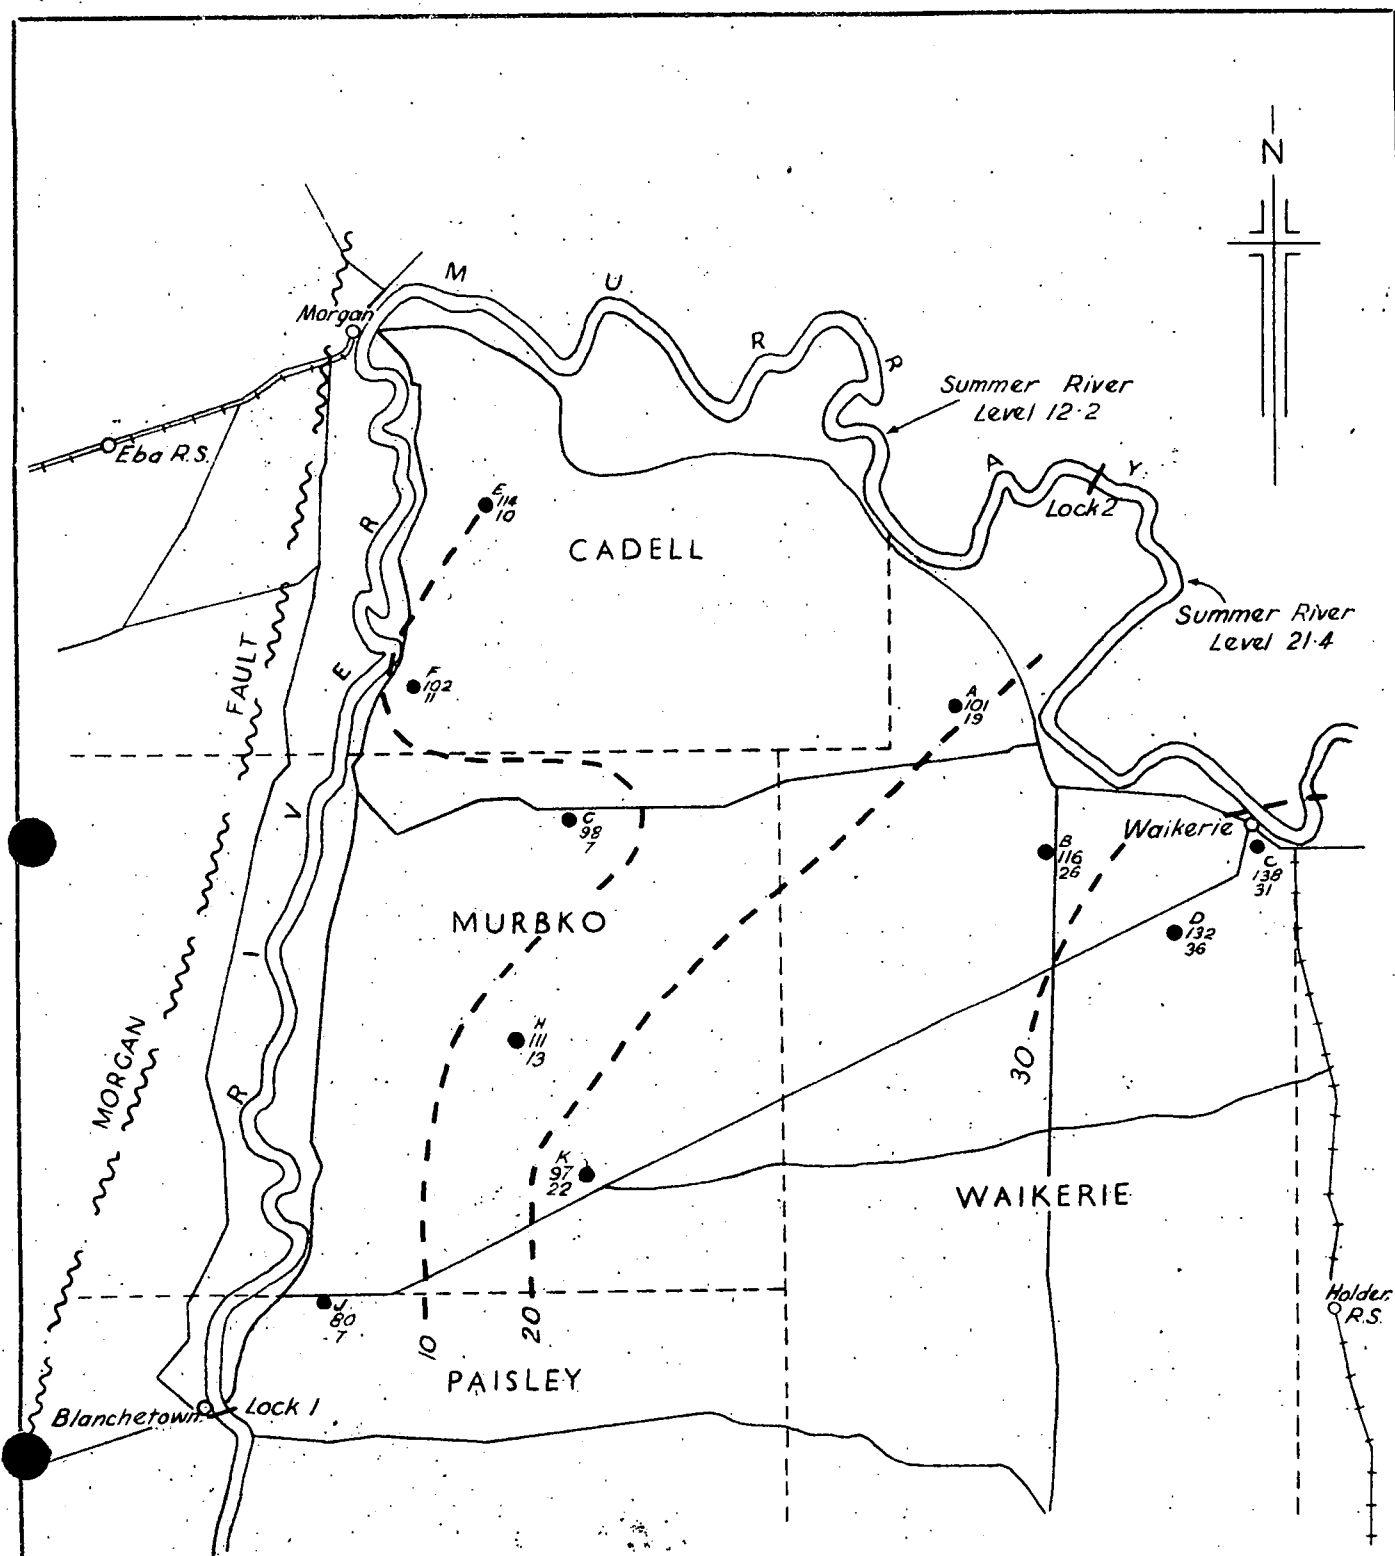 N
M U R R A Y
Morgan
Summer River
Level 12·2
Eba R.S.
Lock 2
E
114
10
CADELL
R I V E R
Summer River
Level 21·4
MORGAN FAULT
F
102
11
A
101
19
C
98
7
Waikerie
B
116
26
C
138
31
MURBKO
D
132
36
H
111
13
30
K
97
22
WAIKERIE
Holder
R.S.
J
80
7
10
20
PAISLEY
Blanchetown
Lock 1